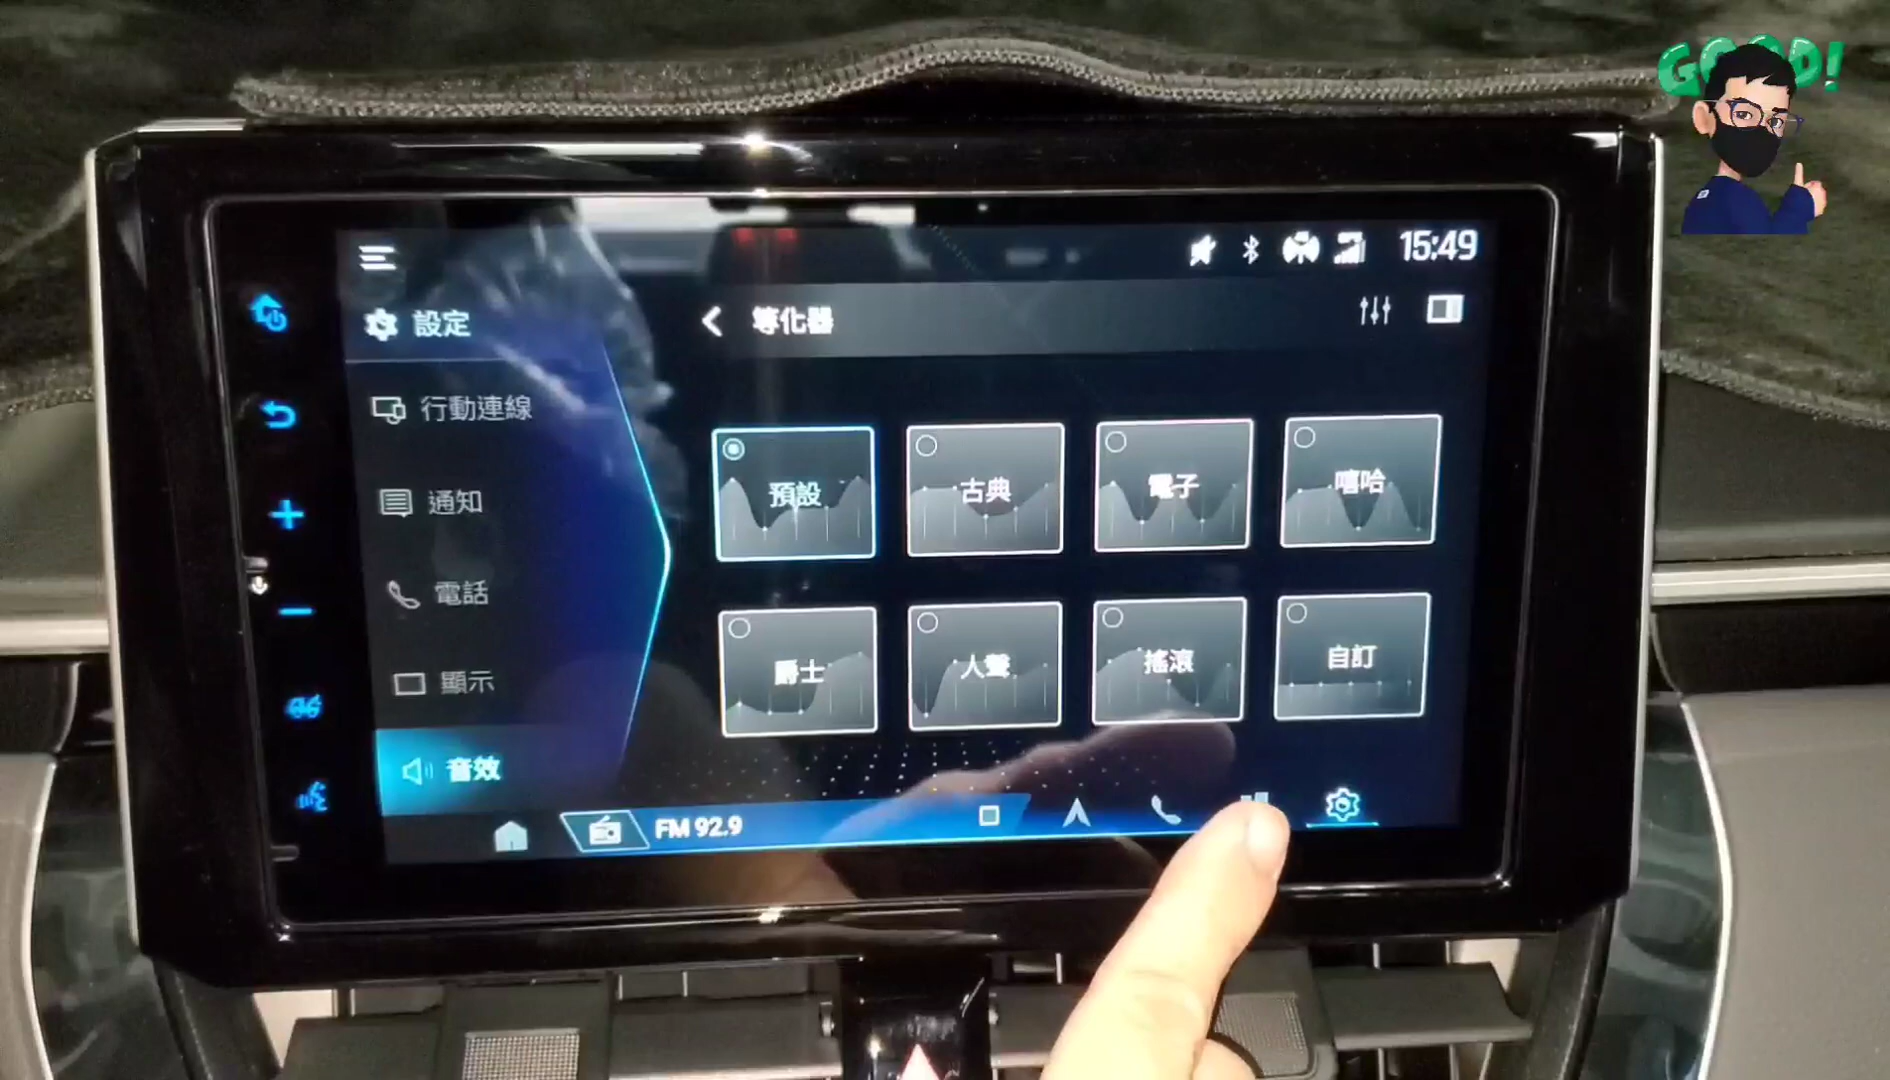 GOOD!
15:49
設定
等化器
行動連線
通知
電話
顯示
音效
預設
古典
電子
嘻哈
爵士
人聲
搖滾
自訂
FM 92.9